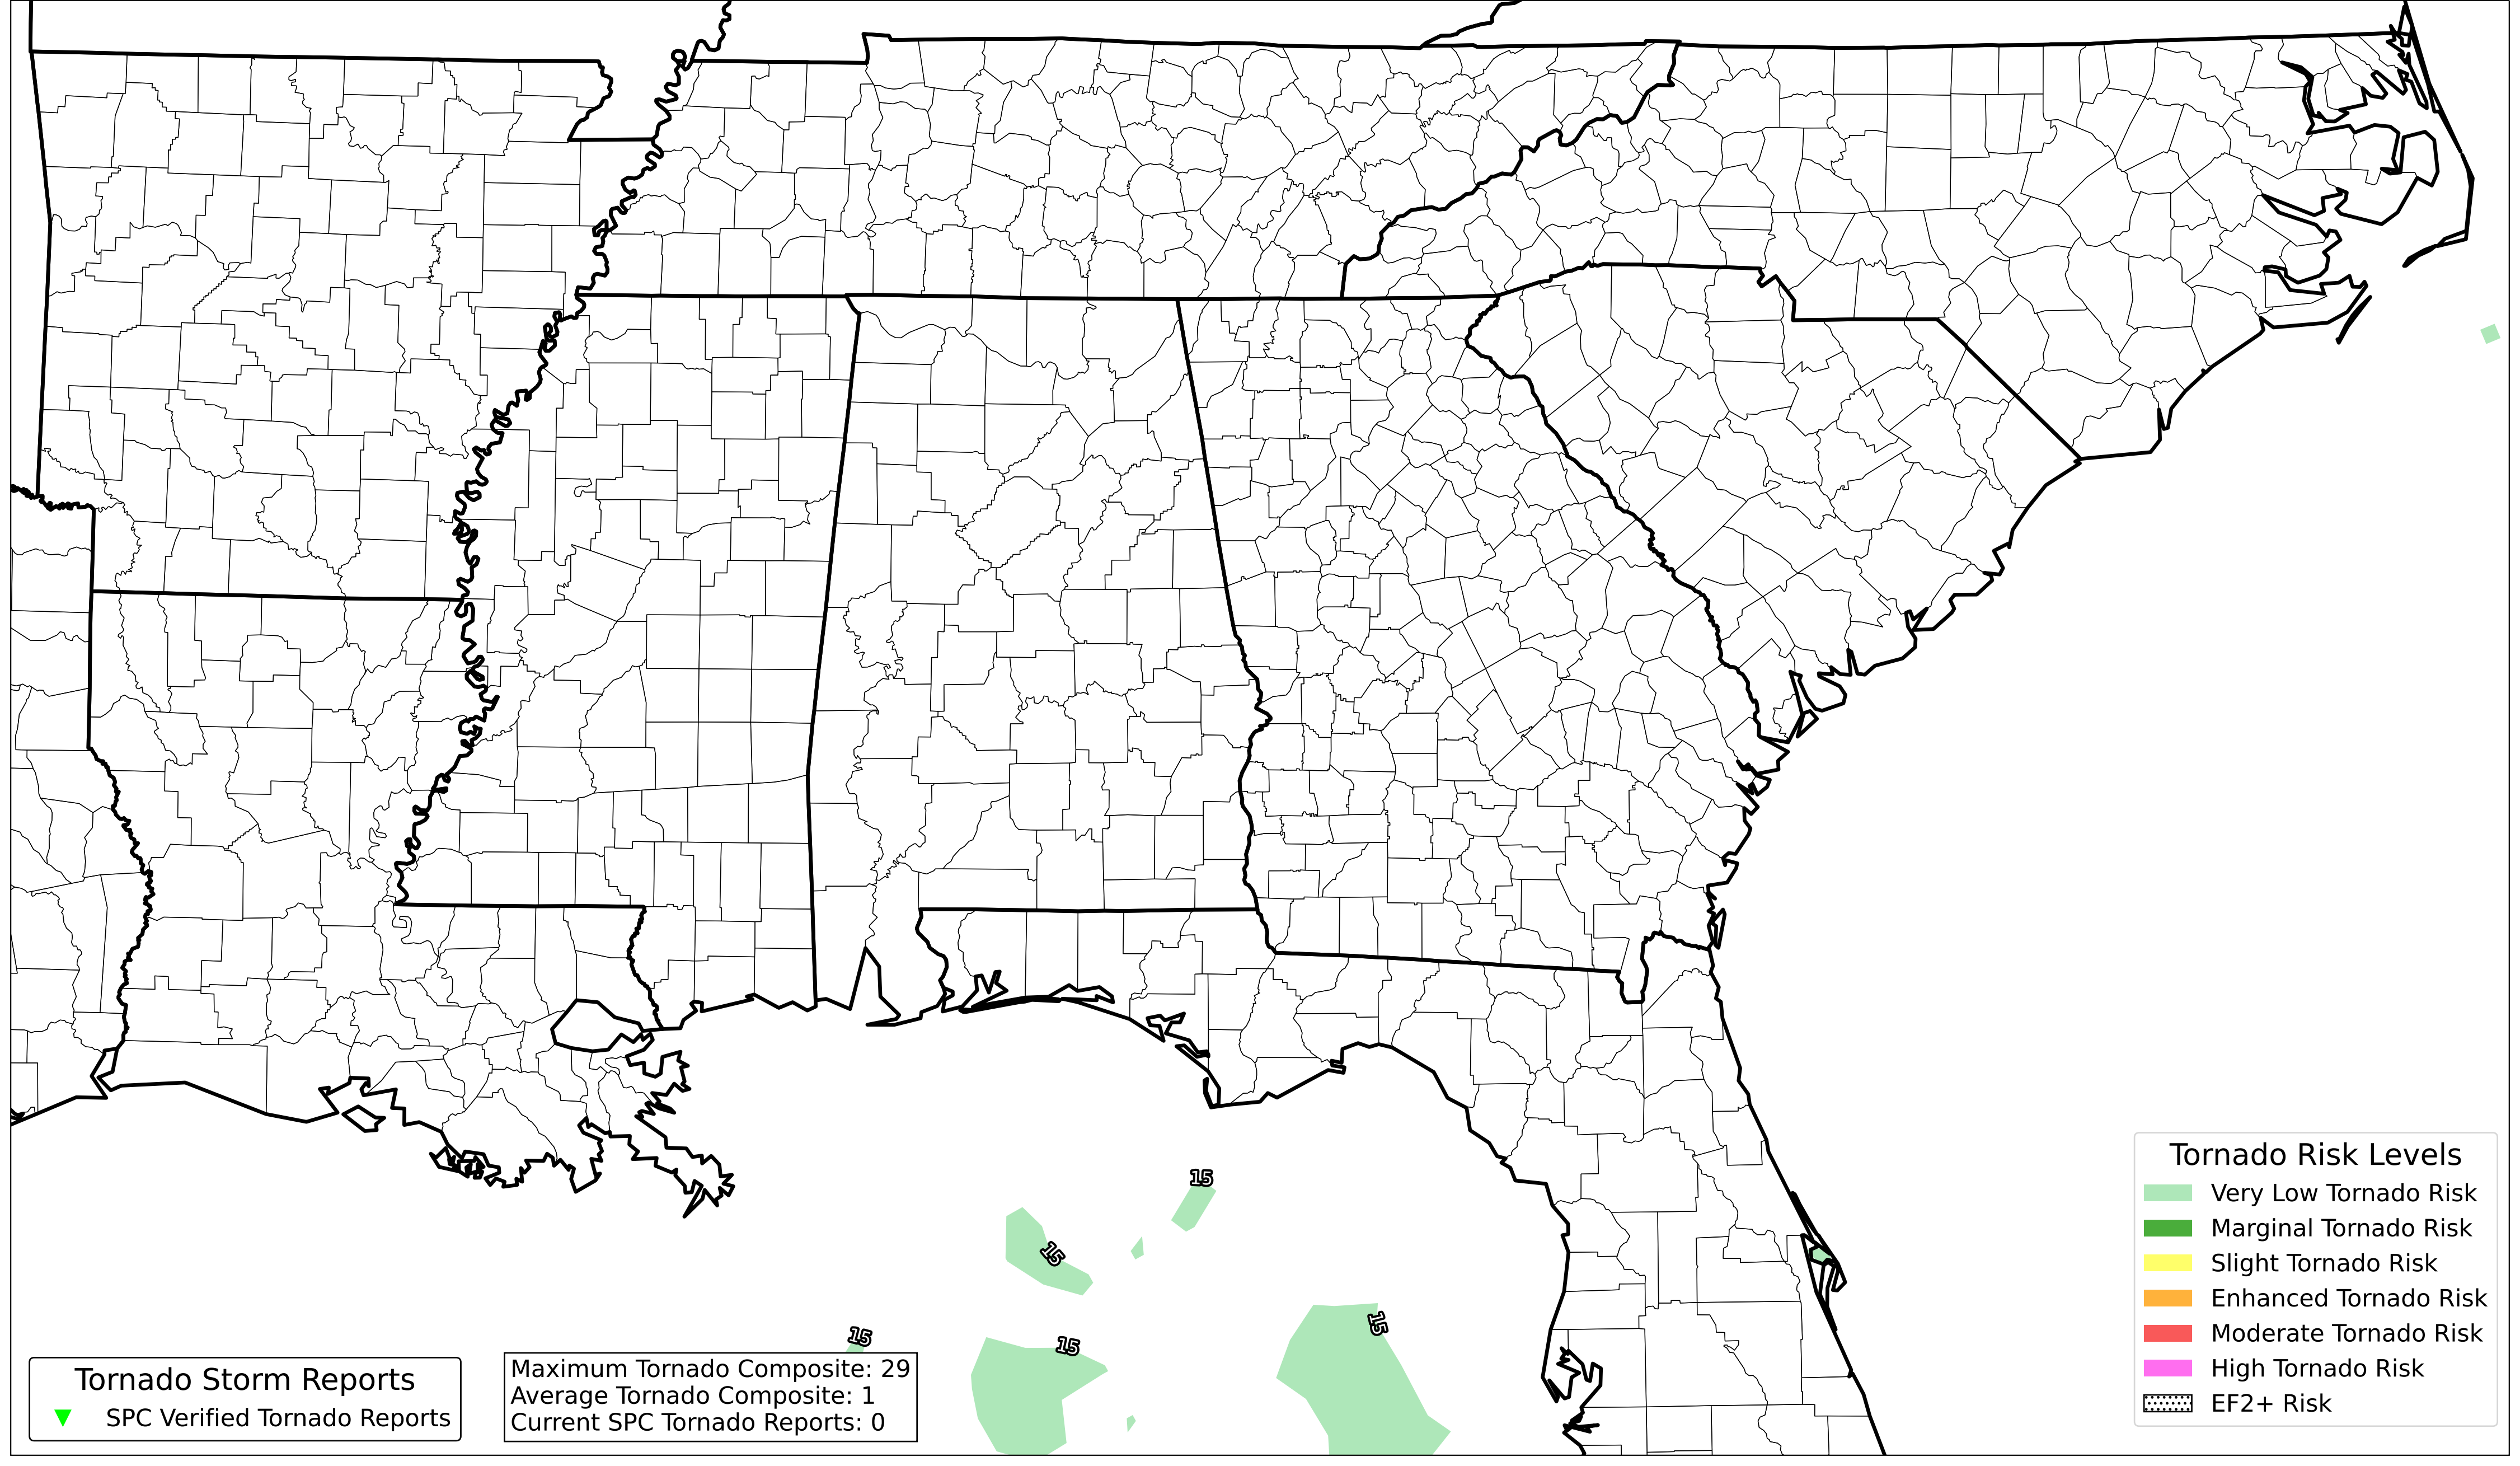 15
15
15
15
15
Tornado Storm Reports
SPC Verified Tornado Reports
Maximum Tornado Composite: 29
Average Tornado Composite: 1
Current SPC Tornado Reports: 0
Tornado Risk Levels
Very Low Tornado Risk
Marginal Tornado Risk
Slight Tornado Risk
Enhanced Tornado Risk
Moderate Tornado Risk
High Tornado Risk
EF2+ Risk